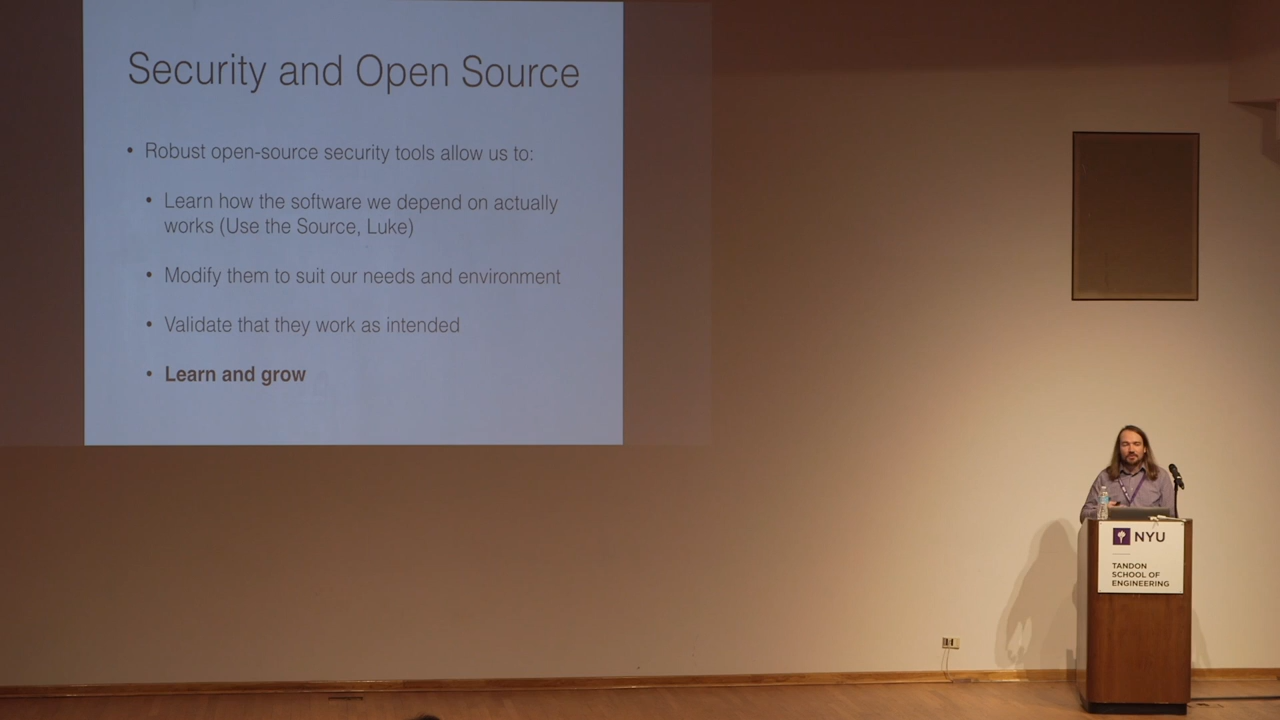 Security and Open Source
• Robust open-source security tools allow us to:
• Learn how the software we depend on actually
works (Use the Source, Luke)
• Modify them to suit our needs and environment
• Validate that they work as intended
• Learn and grow
NYU
TANDON
SCHOOL OF
ENGINEERING